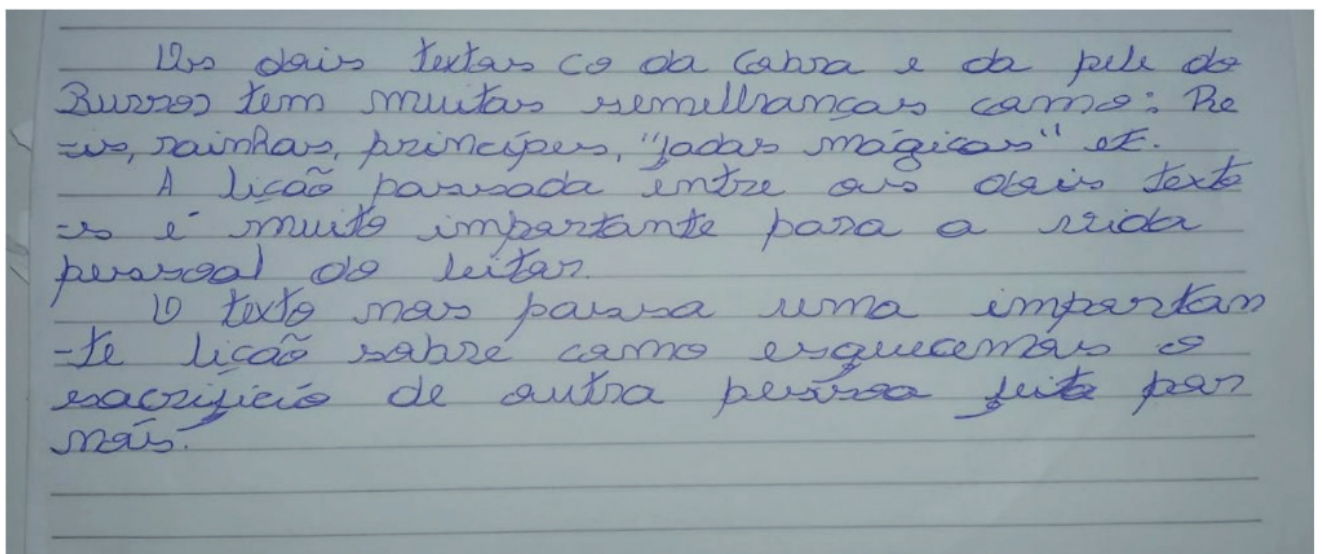 Os dois textos (o da Cabra e da pele do
Burro) tem muitas semelhanças como: Re
-is, rainhas, príncipes, "fadas mágicas" et.
A lição passada entre os dois texto
-s é muito importante para a vida
pessoal do leitor.
O texto nos passa uma importan
-te lição sobre como esquecemos o
sacrifício de outra pessoa feito por
nós.